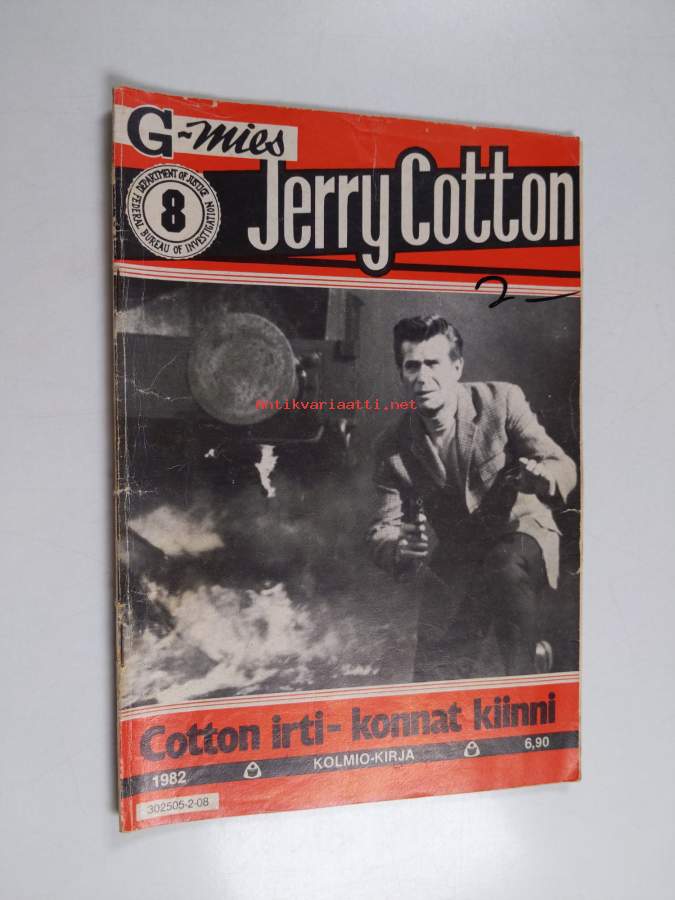 G-mies
Jerry Cotton
DEPARTMENT OF JUSTICE
8
FEDERAL BUREAU OF INVESTIGATION
2-
Antikvariaatti.net
Cotton irti - konnat kiinni
1982 KOLMIO-KIRJA 6,90
302505-2-08